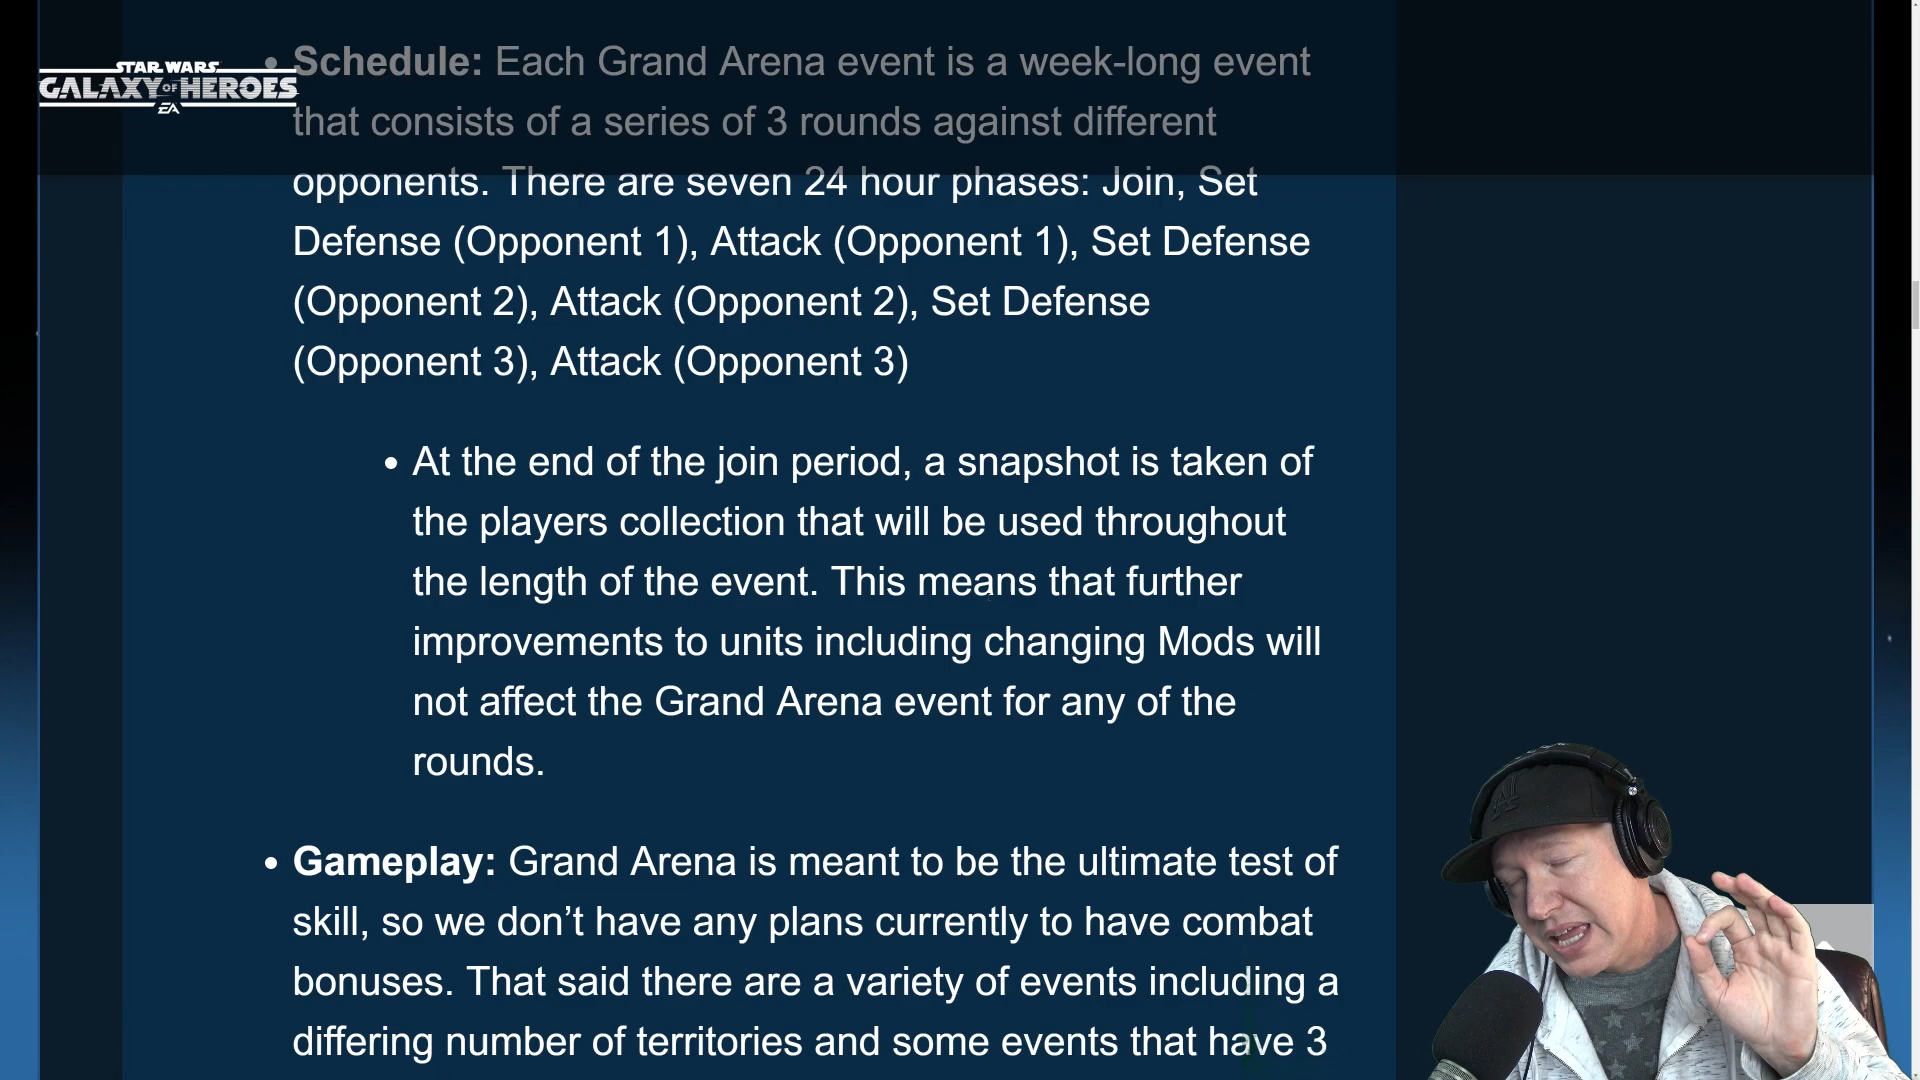 Schedule: Each Grand Arena event is a week-long event
STAR WARS
GALAXY OF HEROES
EA
that consists of a series of 3 rounds against different
opponents. There are seven 24 hour phases: Join, Set
Defense (Opponent 1), Attack (Opponent 1), Set Defense
(Opponent 2), Attack (Opponent 2), Set Defense
(Opponent 3), Attack (Opponent 3)
At the end of the join period, a snapshot is taken of
the players collection that will be used throughout
the length of the event. This means that further
improvements to units including changing Mods will
not affect the Grand Arena event for any of the
rounds.
Gameplay: Grand Arena is meant to be the ultimate test of
skill, so we don’t have any plans currently to have combat
bonuses. That said there are a variety of events including a
differing number of territories and some events that have 3